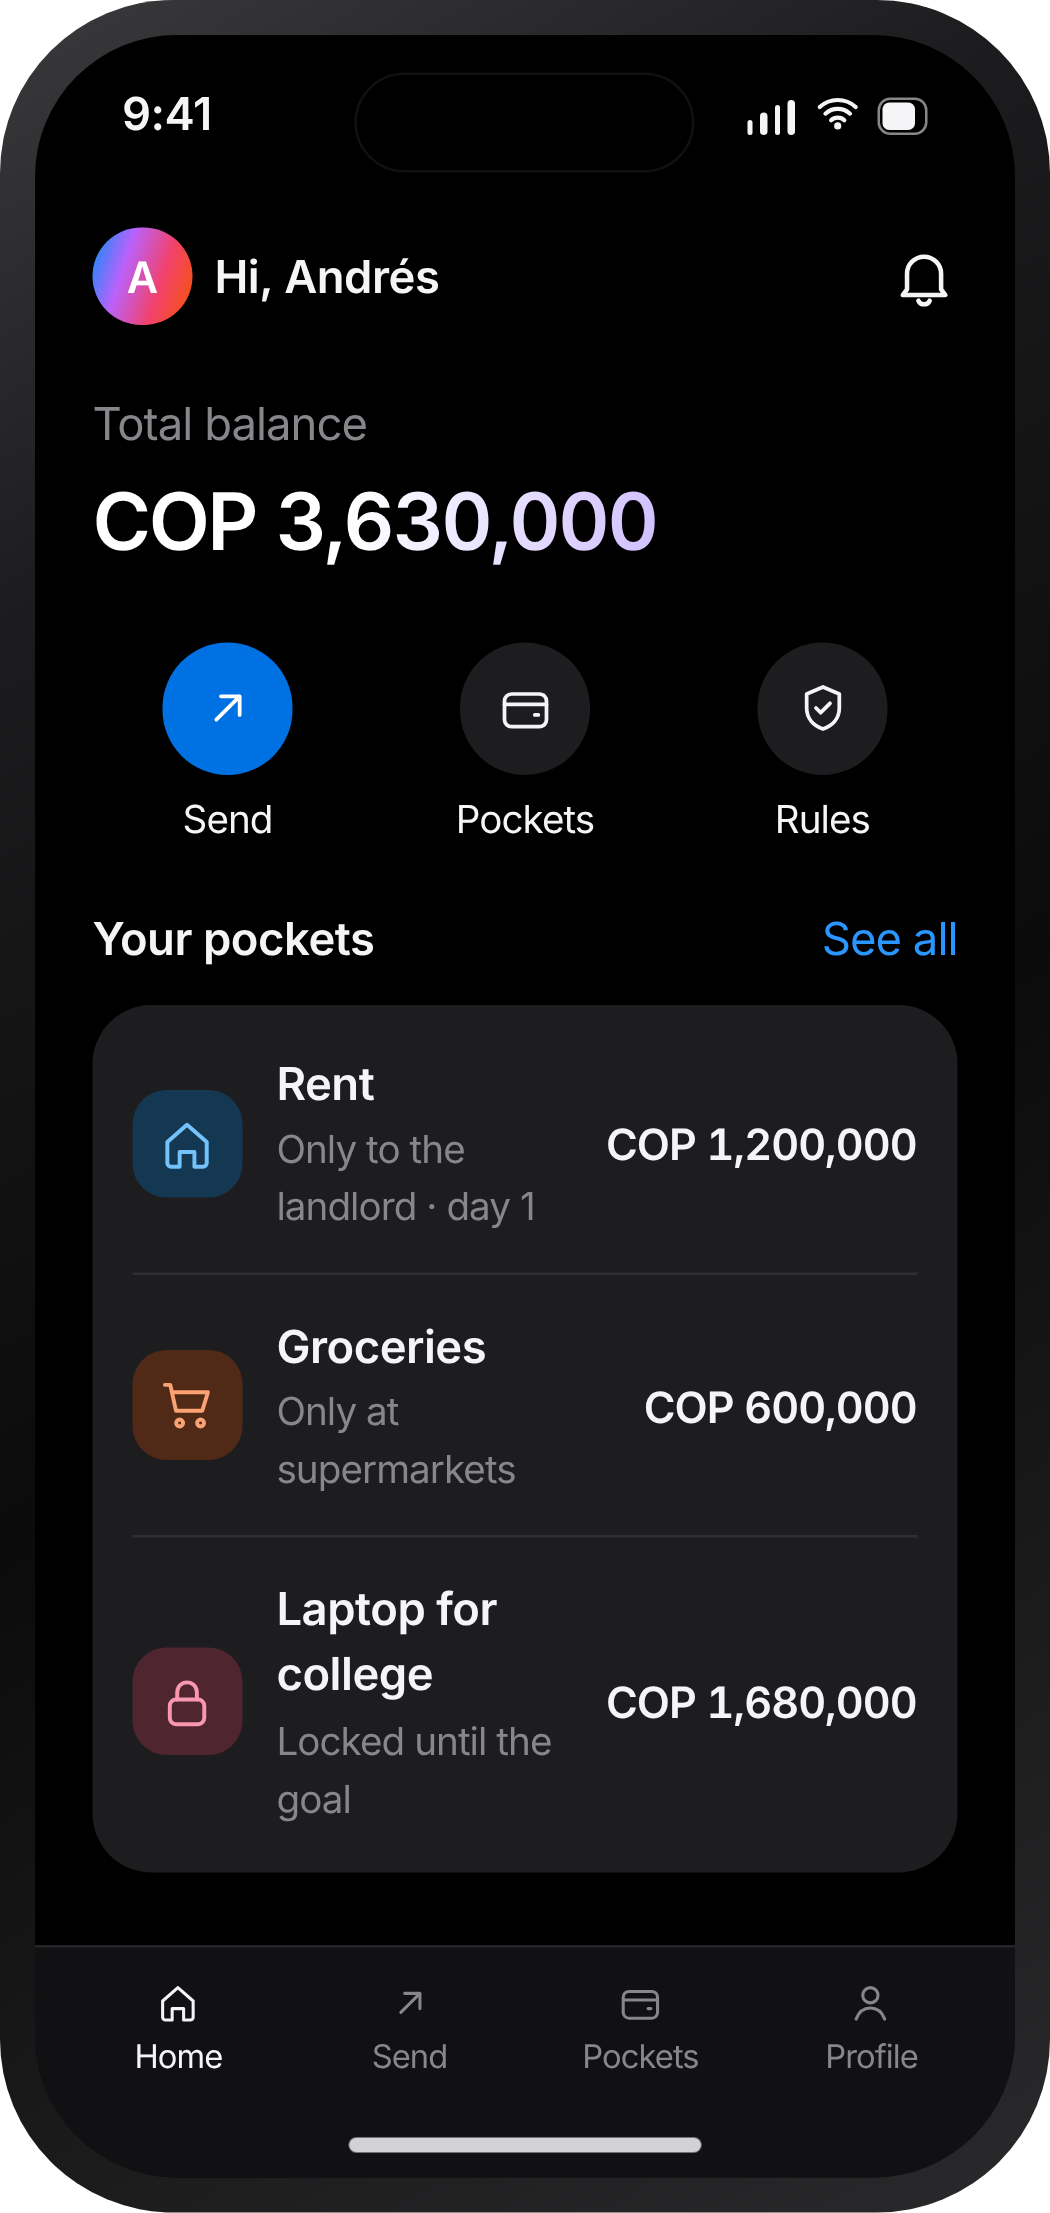 9:41
A
Hi, Andrés
Total balance
COP 3,630,000
Send
Pockets
Rules
Your pockets
See all
Rent
Only to the
landlord · day 1
COP 1,200,000
Groceries
Only at
supermarkets
COP 600,000
Laptop for
college
Locked until the
goal
COP 1,680,000
Home
Send
Pockets
Profile